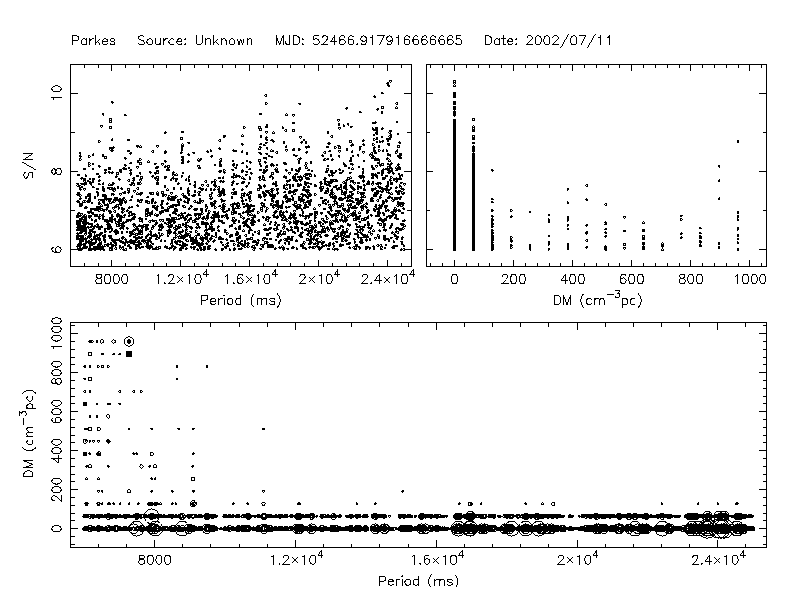 Parkes Source: Unknown MJD: 52466.917916666665 Date: 2002/07/11
10
8
6
S/N
8000 1.2×10⁴ 1.6×10⁴ 2×10⁴ 2.4×10⁴
Period (ms)
0 200 400 600 800 1000
DM (cm⁻³pc)
1000
800
600
400
200
0
DM (cm⁻³pc)
8000 1.2×10⁴ 1.6×10⁴ 2×10⁴ 2.4×10⁴
Period (ms)